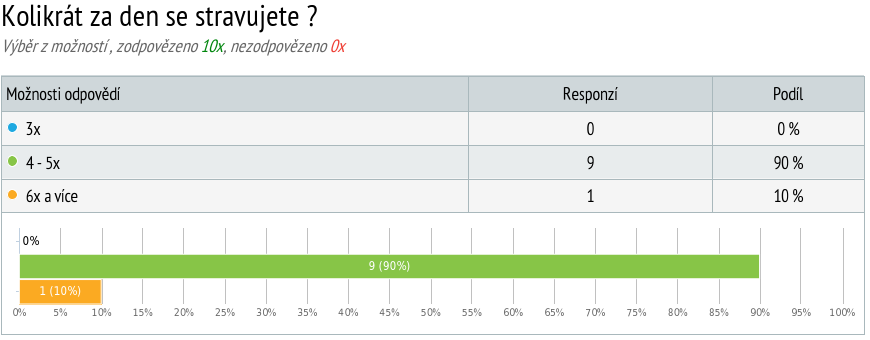 Kolikrát za den se stravujete ?
Výběr z možností , zodpovězeno 10x, nezodpovězeno 0x
Možnosti odpovědí Responzí Podíl
3x 0 0 %
4 - 5x 9 90 %
6x a více 1 10 %
0%
9 (90%)
1 (10%)
0% 5% 10% 15% 20% 25% 30% 35% 40% 45% 50% 55% 60% 65% 70% 75% 80% 85% 90% 95% 100%